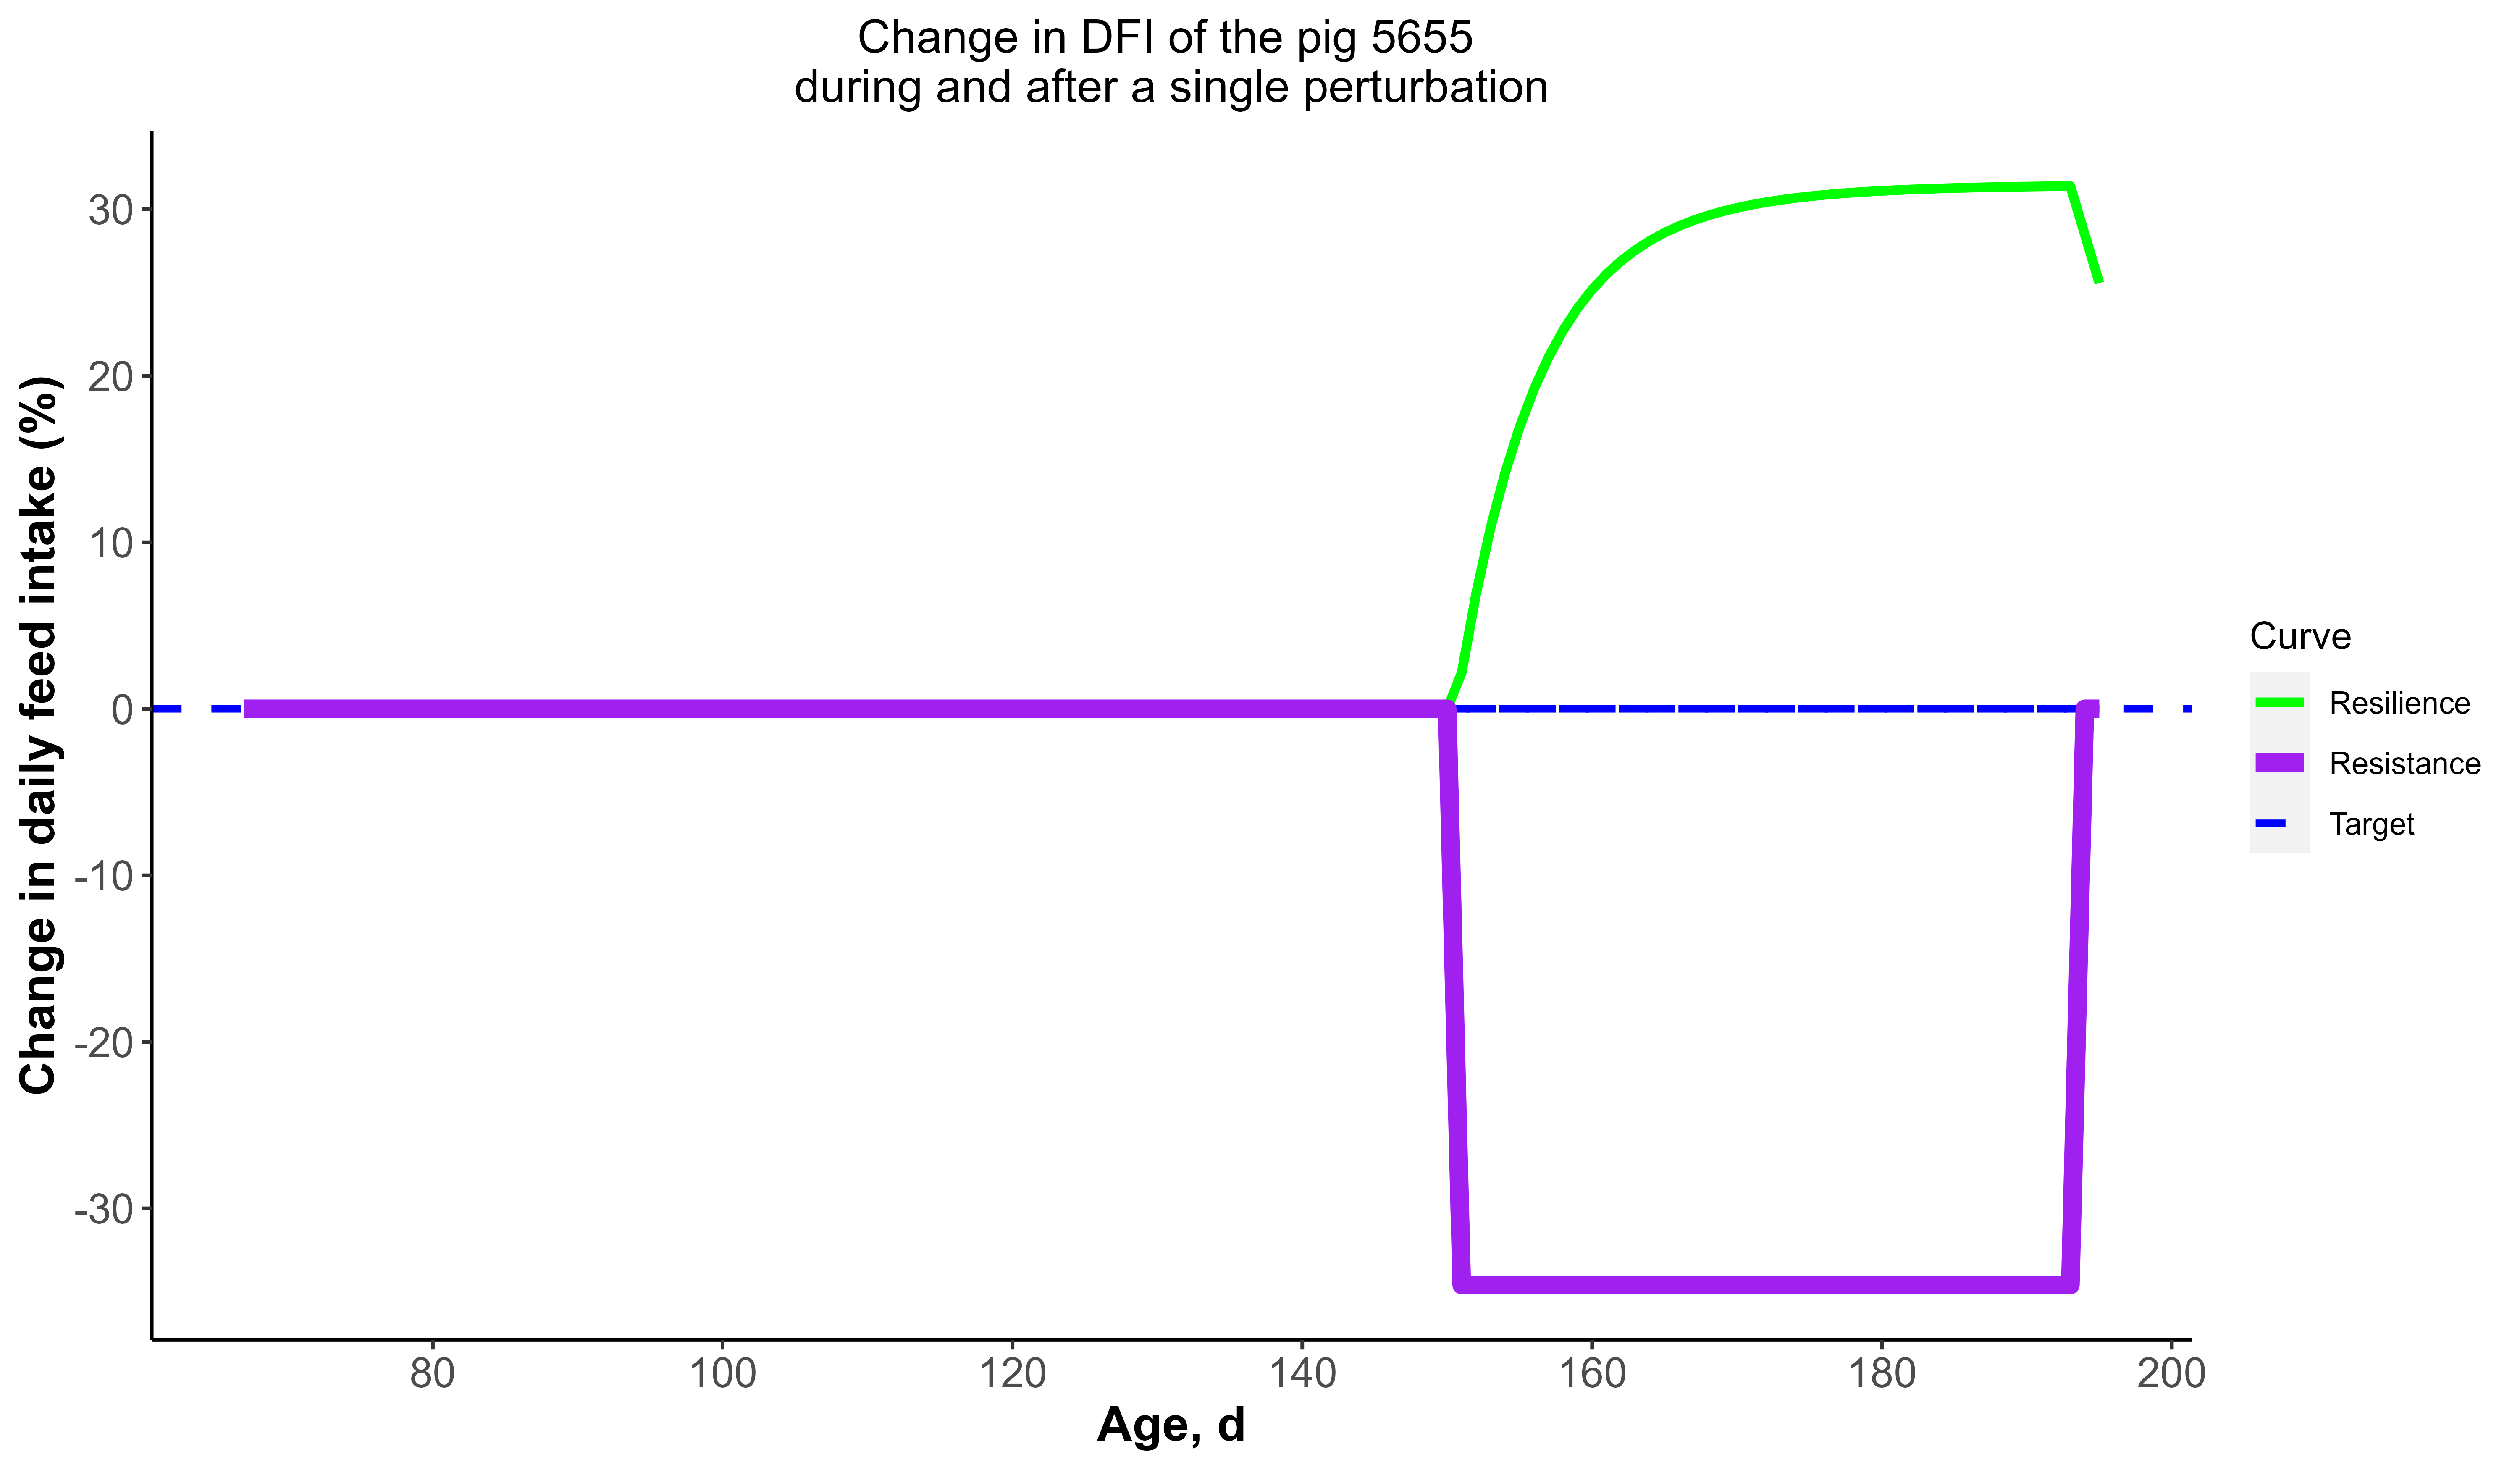 Change in DFI of the pig 5655
during and after a single perturbation
Change in daily feed intake (%)
30
20
10
0
-10
-20
-30
80 100 120 140 160 180 200
Age, d
Curve
Resilience
Resistance
Target